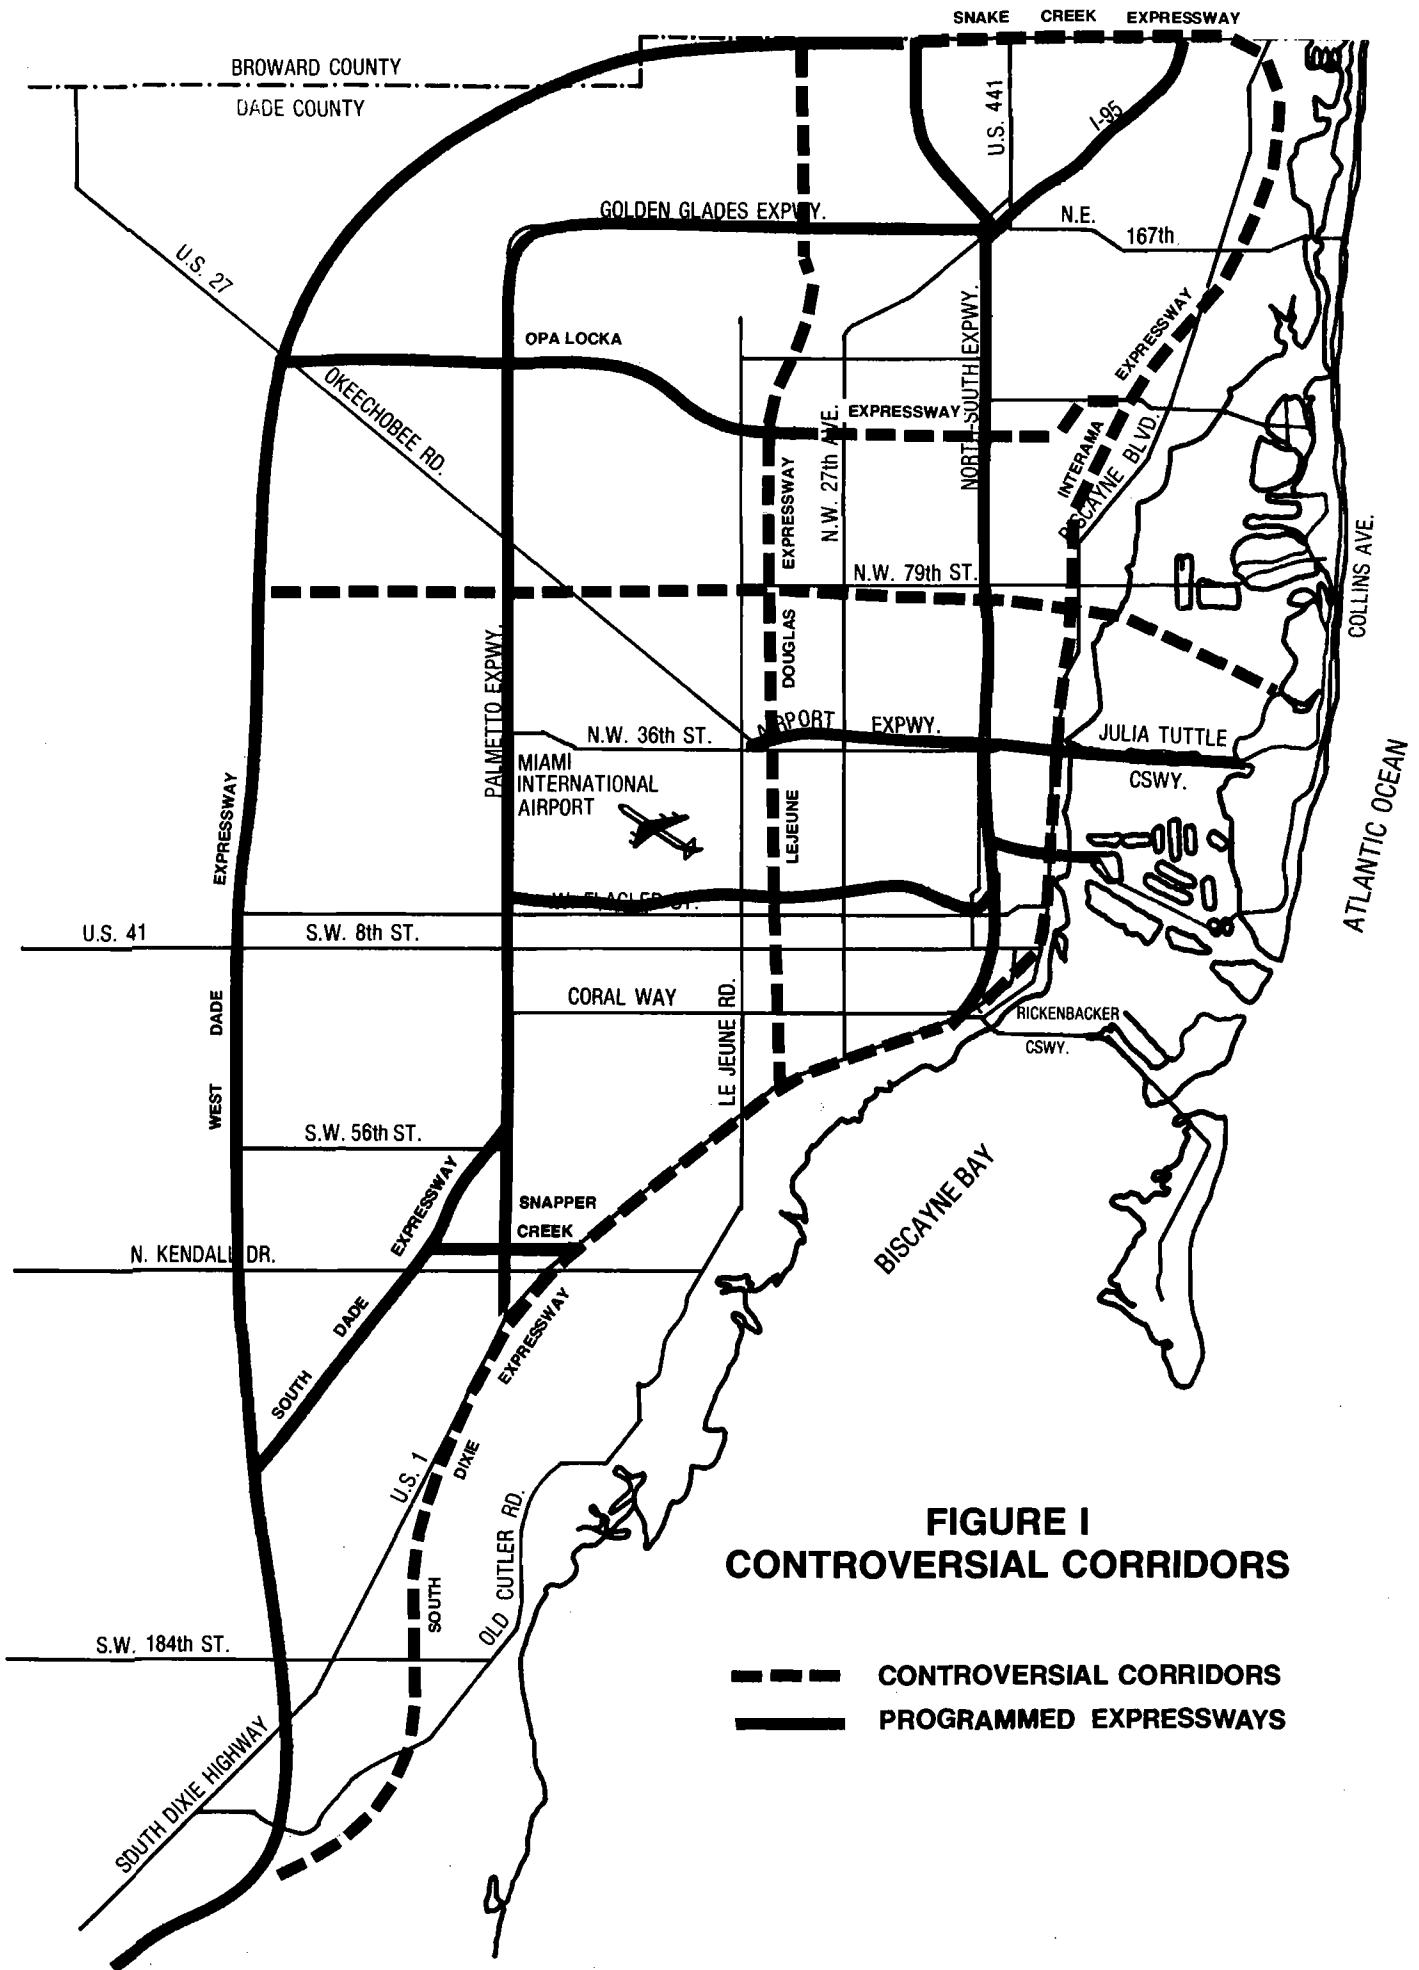 SNAKE CREEK EXPRESSWAY
BROWARD COUNTY
DADE COUNTY
U.S. 441
I-95
GOLDEN GLADES EXPWY.
N.E. 167th
U.S. 27
OPA LOCKA
EXPRESSWAY
OKEECHOBEE RD.
NORTH-SOUTH EXPWY.
INTERAMA EXPRESSWAY
BISCAYNE BLVD.
N.W. 27th AVE.
DOUGLAS EXPRESSWAY
N.W. 79th ST.
COLLINS AVE.
PALMETTO EXPWY.
N.W. 36th ST.
AIRPORT EXPWY.
JULIA TUTTLE
CSWY.
MIAMI
INTERNATIONAL
AIRPORT
LEJEUNE
ATLANTIC OCEAN
WEST DADE EXPRESSWAY
W. FLAGLER ST.
U.S. 41
S.W. 8th ST.
CORAL WAY
LE JEUNE RD.
RICKENBACKER
CSWY.
S.W. 56th ST.
SNAPPER
CREEK
BISCAYNE BAY
N. KENDALL DR.
SOUTH DADE EXPRESSWAY
SOUTH DIXIE EXPRESSWAY
U.S. 1
OLD CUTLER RD.
FIGURE I
CONTROVERSIAL CORRIDORS
S.W. 184th ST.
CONTROVERSIAL CORRIDORS
PROGRAMMED EXPRESSWAYS
SOUTH DIXIE HIGHWAY